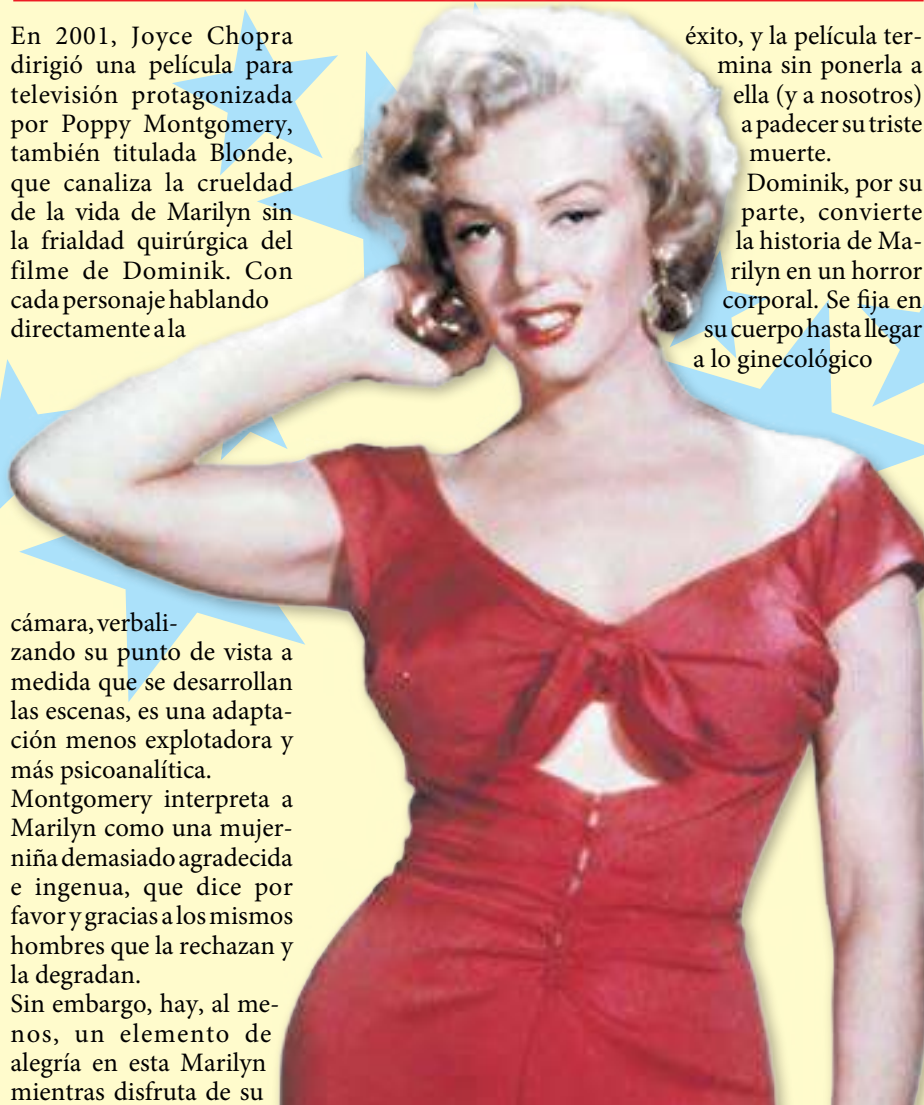 En 2001, Joyce Chopra
dirigió una película para
televisión protagonizada
por Poppy Montgomery,
también titulada Blonde,
que canaliza la crueldad
de la vida de Marilyn sin
la frialdad quirúrgica del
filme de Dominik. Con
cada personaje hablando
directamente a la
cámara, verbali-
zando su punto de vista a
medida que se desarrollan
las escenas, es una adapta-
ción menos explotadora y
más psicoanalítica.
Montgomery interpreta a
Marilyn como una mujer-
niña demasiado agradecida
e ingenua, que dice por
favor y gracias a los mismos
hombres que la rechazan y
la degradan.
Sin embargo, hay, al me-
nos, un elemento de
alegría en esta Marilyn
mientras disfruta de su
éxito, y la película ter-
mina sin ponerla a
ella (y a nosotros)
a padecer su triste
muerte.
Dominik, por su
parte, convierte
la historia de Ma-
rilyn en un horror
corporal. Se fija en
su cuerpo hasta llegar
a lo ginecológico